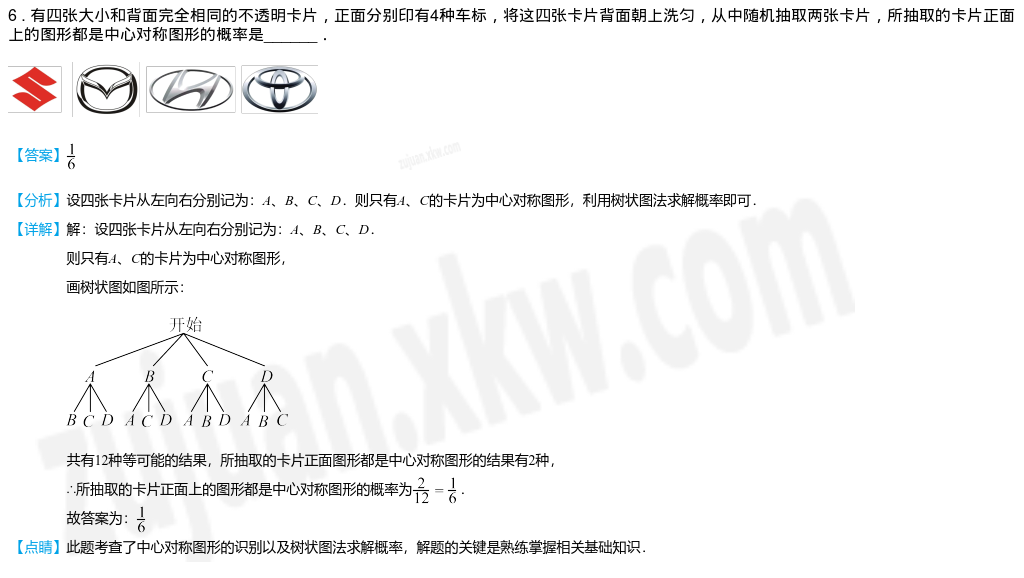 6．有四张大小和背面完全相同的不透明卡片，正面分别印有4种车标，将这四张卡片背面朝上洗匀，从中随机抽取两张卡片，所抽取的卡片正面
上的图形都是中心对称图形的概率是_______．
【答案】1/6
zujuan.xkw.com
【分析】设四张卡片从左向右分别记为：A、B、C、D．则只有A、C的卡片为中心对称图形，利用树状图法求解概率即可．
【详解】解：设四张卡片从左向右分别记为：A、B、C、D．
则只有A、C的卡片为中心对称图形，
画树状图如图所示：
开始
A B C D
B C D A C D A B D A B C
共有12种等可能的结果，所抽取的卡片正面图形都是中心对称图形的结果有2种，
∴所抽取的卡片正面上的图形都是中心对称图形的概率为2/12=1/6．
故答案为：1/6
【点睛】此题考查了中心对称图形的识别以及树状图法求解概率，解题的关键是熟练掌握相关基础知识．
zujuan.xkw.com